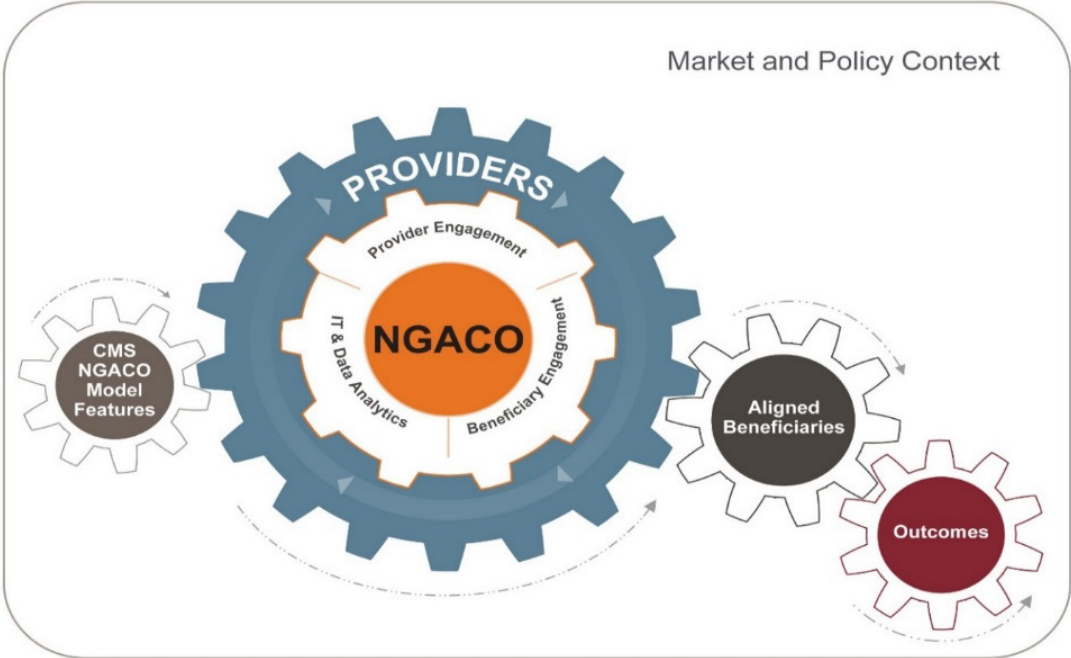 Market and Policy Context
PROVIDERS
Provider Engagement
NGACO
IT & Data Analytics
Beneficiary Engagement
CMS
NGACO
Model
Features
Aligned
Beneficiaries
Outcomes